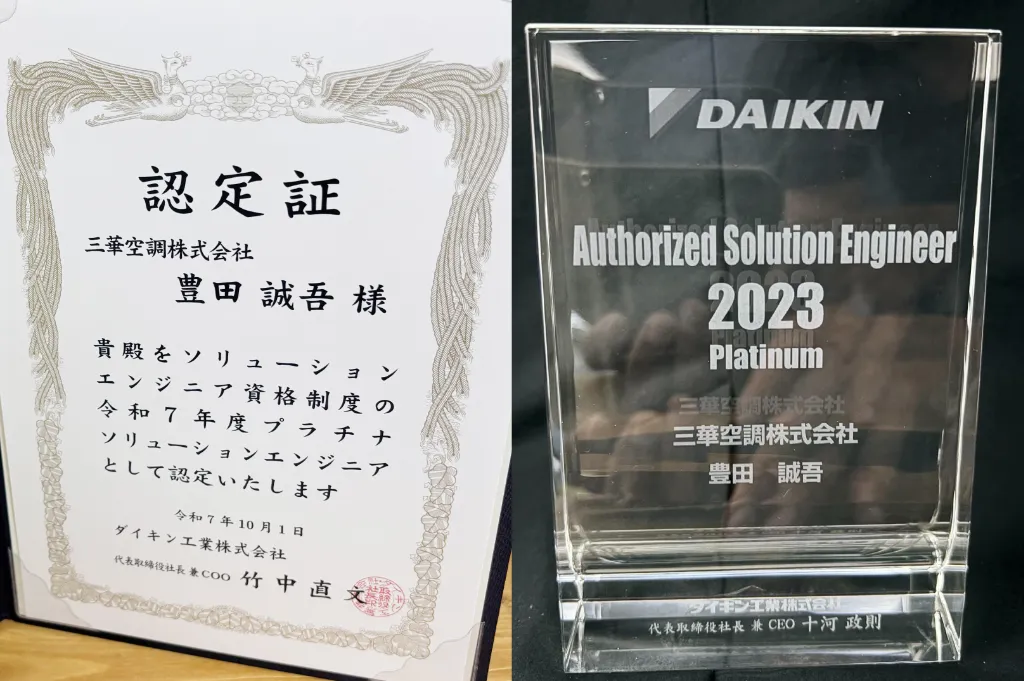 認定証
三華空調株式会社
豊田 誠吾 様
貴殿をソリューション
エンジニア資格制度の
令和7年度プラチナ
ソリューションエンジニア
として認定いたします
令和7年10月1日
ダイキン工業株式会社
代表取締役社長 兼 COO 竹中 直文
DAIKIN
Authorized Solution Engineer
2023
Platinum
三華空調株式会社
豊田 誠吾
ダイキン工業株式会社
代表取締役社長 兼 CEO 十河 政則